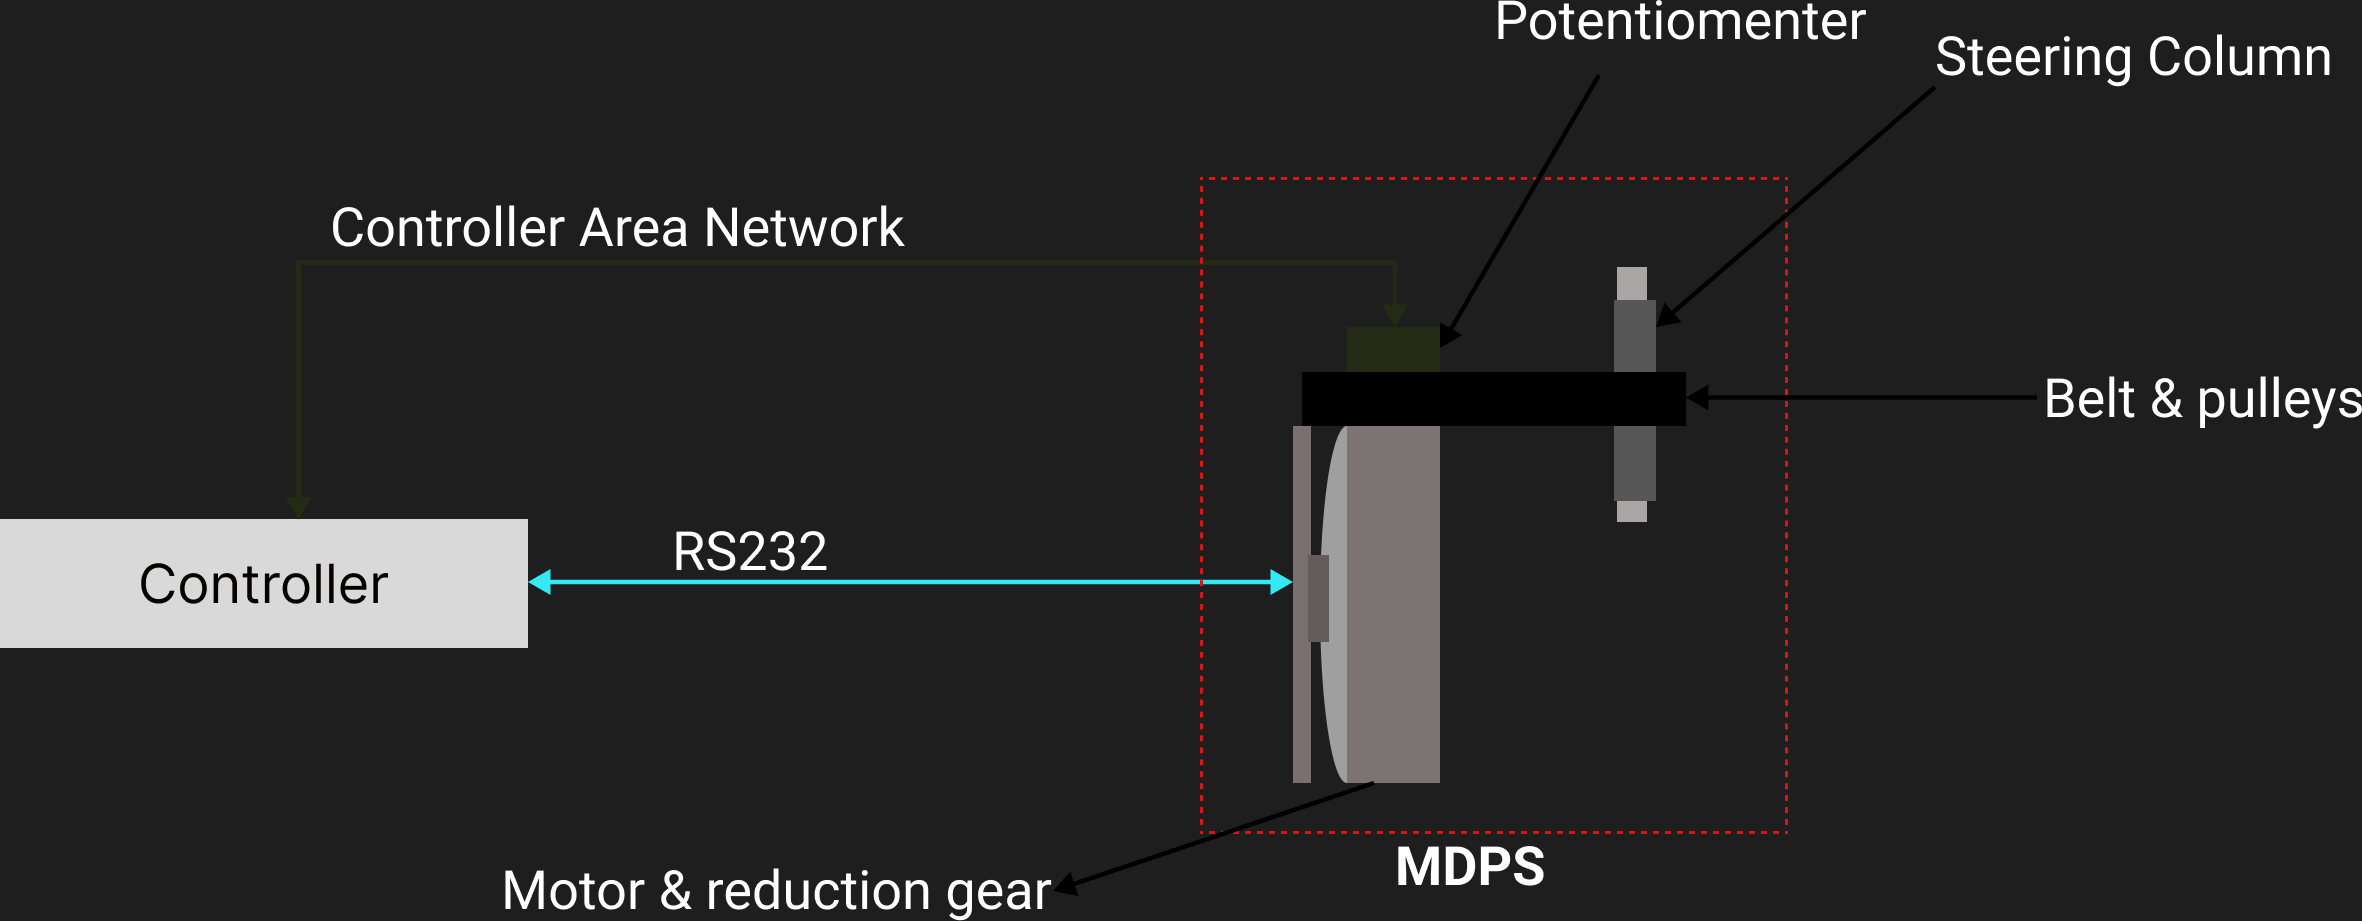 Potentiomenter
Steering Column
Controller Area Network
Belt & pulleys
RS232
Controller
MDPS
Motor & reduction gear